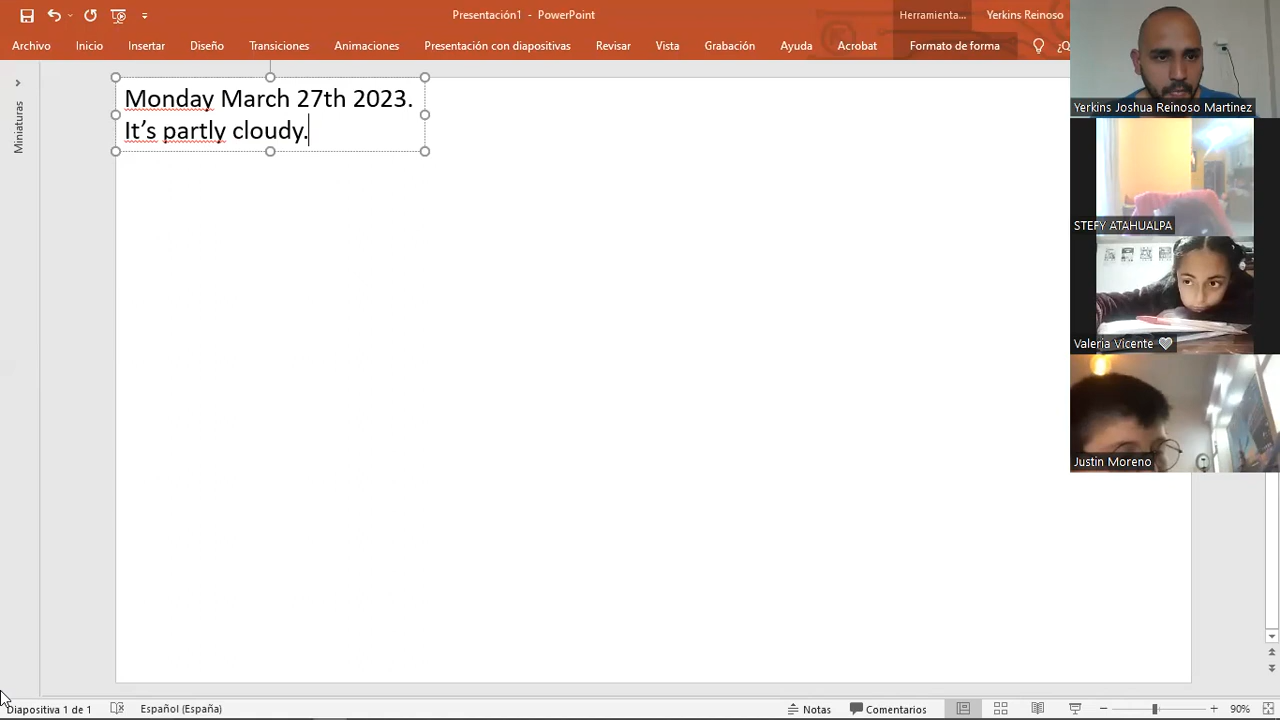 Presentación1 - PowerPoint
Herramienta...
Yerkins Reinoso
Archivo
Inicio
Insertar
Diseño
Transiciones
Animaciones
Presentación con diapositivas
Revisar
Vista
Grabación
Ayuda
Acrobat
Formato de forma
¿Q
Miniaturas
Monday March 27th 2023.
It’s partly cloudy.
Yerkins Joshua Reinoso Martinez
STEFY ATAHUALPA
Valeria Vicente 🤍
Justin Moreno
Diapositiva 1 de 1
Español (España)
Notas
Comentarios
90%